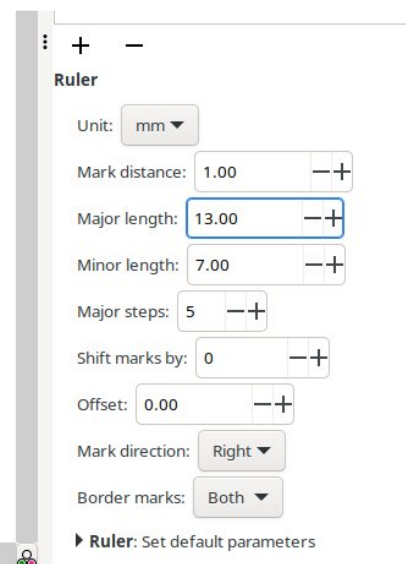 Ruler
Unit: mm
Mark distance: 1.00
Major length: 13.00
Minor length: 7.00
Major steps: 5
Shift marks by: 0
Offset: 0.00
Mark direction: Right
Border marks: Both
Ruler: Set default parameters